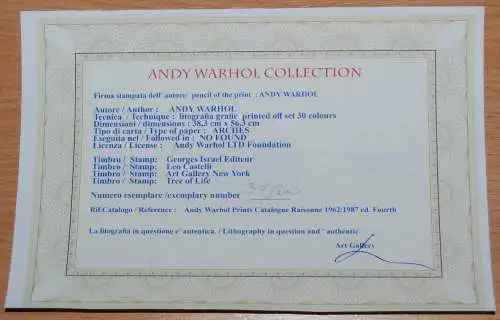 ANDY WARHOL COLLECTION
Firma stampata dell' autore/ pencil of the print : ANDY WARHOL
Autore / Author : ANDY WARHOL
Tecnica / Technique : litografia grafic printed off set 30 colours
Dimensioni / dimensions : 38,3 cm x 56,3 cm
Tipo di carta / Type of paper : ARCHES
Eseguita nel / Followed in : NO FOUND
Licenza / License : Andy Warhol LTD Foundation
Timbro / Stamp: Georges Israel Editeur
Timbro / Stamp: Leo Castelli
Timbro / Stamp: Art Gallery New York
Timbro / Stamp: Tree of Life
Numero esemplare /exemplary number
Rif.Catalogo / Reference : Andy Warhol Prints Catalogue Raisonne 1962/1987 ed. Fourth
La litografia in questione e' autentica. / Lithography in question and " authentic
Art Gallery